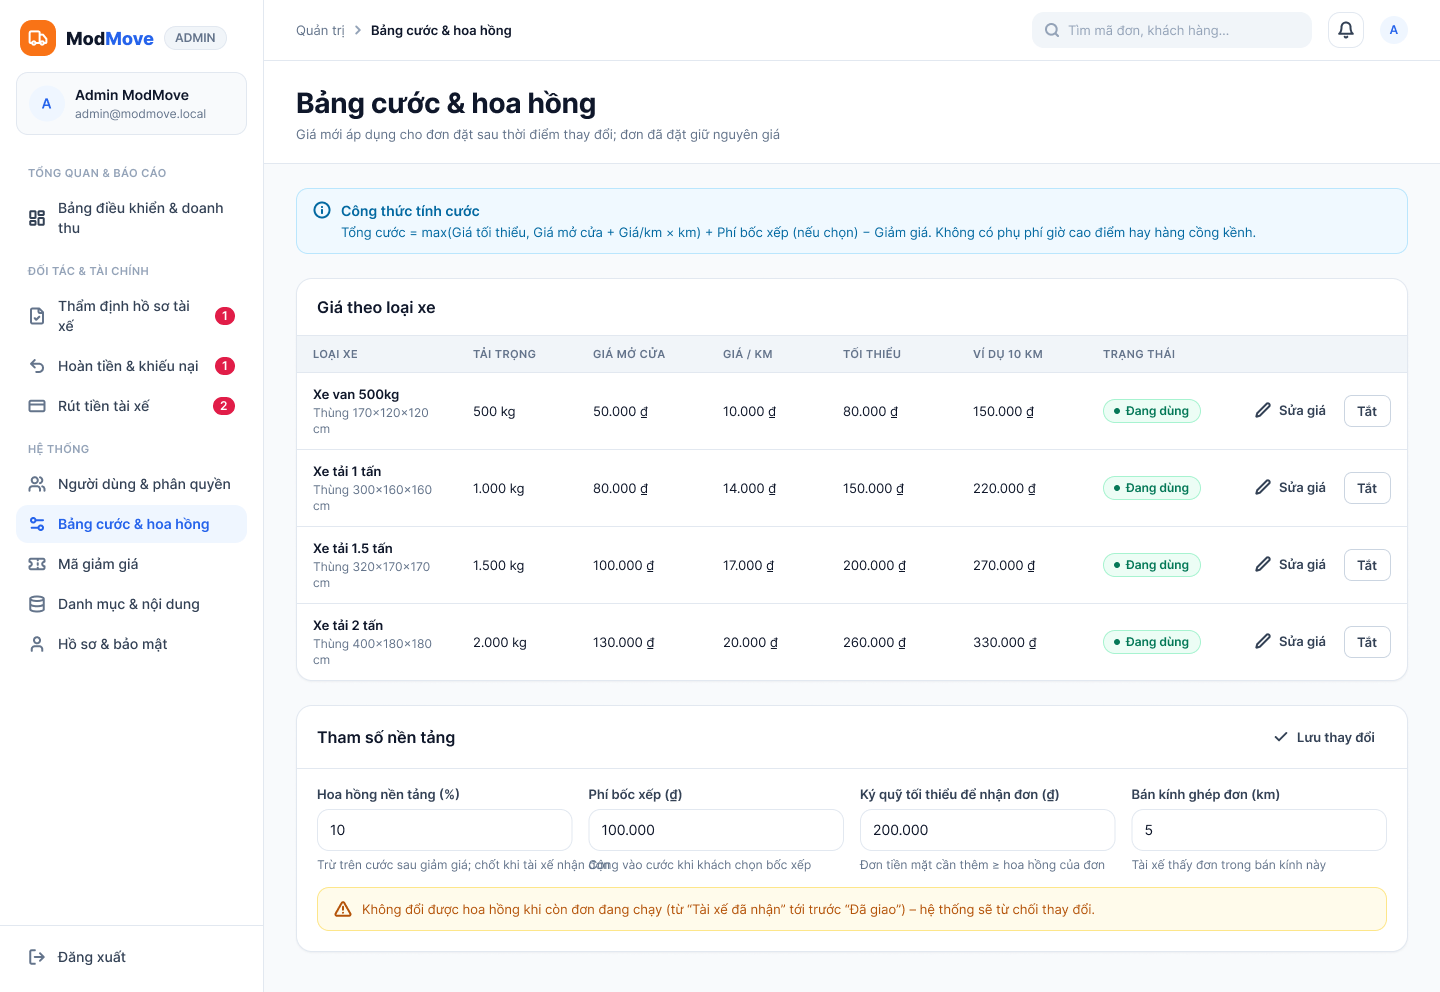 ModMove ADMIN
A
Admin ModMove
admin@modmove.local
TỔNG QUAN & BÁO CÁO
Bảng điều khiển & doanh
thu
ĐỐI TÁC & TÀI CHÍNH
Thẩm định hồ sơ tài
xế
1
Hoàn tiền & khiếu nại 1
Rút tiền tài xế 2
HỆ THỐNG
Người dùng & phân quyền
Bảng cước & hoa hồng
Mã giảm giá
Danh mục & nội dung
Hồ sơ & bảo mật
Đăng xuất
Quản trị Bảng cước & hoa hồng
Tìm mã đơn, khách hàng...
A
Bảng cước & hoa hồng
Giá mới áp dụng cho đơn đặt sau thời điểm thay đổi; đơn đã đặt giữ nguyên giá
Công thức tính cước
Tổng cước = max(Giá tối thiểu, Giá mở cửa + Giá/km × km) + Phí bốc xếp (nếu chọn) − Giảm giá. Không có phụ phí giờ cao điểm hay hàng cồng kềnh.
Giá theo loại xe
LOẠI XE TẢI TRỌNG GIÁ MỞ CỬA GIÁ / KM TỐI THIỂU VÍ DỤ 10 KM TRẠNG THÁI
Xe van 500kg
Thùng 170×120×120
cm
500 kg 50.000 ₫ 10.000 ₫ 80.000 ₫ 150.000 ₫ Đang dùng Sửa giá Tắt
Xe tải 1 tấn
Thùng 300×160×160
cm
1.000 kg 80.000 ₫ 14.000 ₫ 150.000 ₫ 220.000 ₫ Đang dùng Sửa giá Tắt
Xe tải 1.5 tấn
Thùng 320×170×170
cm
1.500 kg 100.000 ₫ 17.000 ₫ 200.000 ₫ 270.000 ₫ Đang dùng Sửa giá Tắt
Xe tải 2 tấn
Thùng 400×180×180
cm
2.000 kg 130.000 ₫ 20.000 ₫ 260.000 ₫ 330.000 ₫ Đang dùng Sửa giá Tắt
Tham số nền tảng
Lưu thay đổi
Hoa hồng nền tảng (%) Phí bốc xếp (₫) Ký quỹ tối thiểu để nhận đơn (₫) Bán kính ghép đơn (km)
10 100.000 200.000 5
Trừ trên cước sau giảm giá; chốt khi tài xế nhận đơn
Cộng vào cước khi khách chọn bốc xếp
Đơn tiền mặt cần thêm ≥ hoa hồng của đơn
Tài xế thấy đơn trong bán kính này
Không đổi được hoa hồng khi còn đơn đang chạy (từ “Tài xế đã nhận” tới trước “Đã giao”) – hệ thống sẽ từ chối thay đổi.